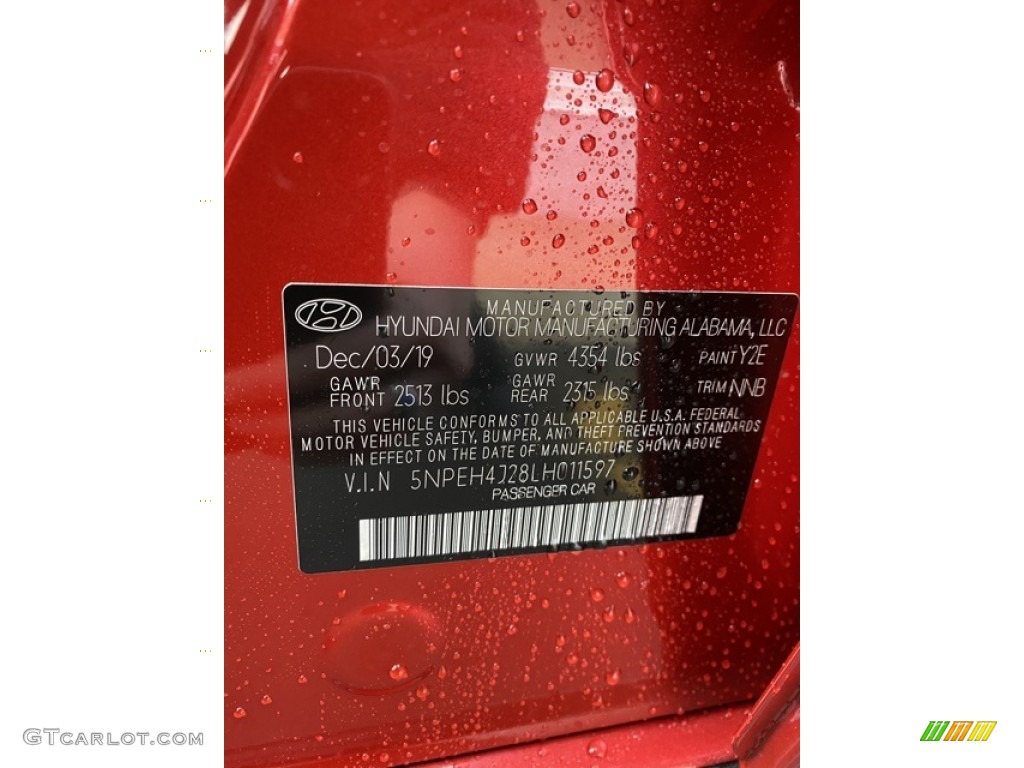 MANUFACTURED BY
HYUNDAI MOTOR MANUFACTURING ALABAMA, LLC
Dec/03/19 GVWR 4354 lbs PAINT Y2E
GAWR FRONT 2513 lbs GAWR REAR 2315 lbs TRIM NNB
THIS VEHICLE CONFORMS TO ALL APPLICABLE U.S.A. FEDERAL
MOTOR VEHICLE SAFETY, BUMPER, AND THEFT PREVENTION STANDARDS
IN EFFECT ON THE DATE OF MANUFACTURE SHOWN ABOVE
V.I.N 5NPEH4J28LH011597
PASSENGER CAR
GTCARLOT.COM